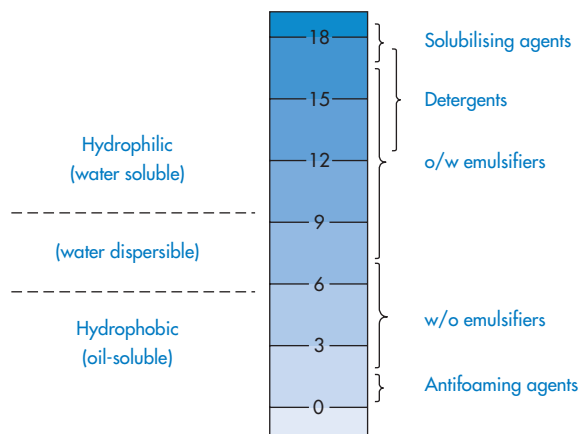 18
Solubilising agents
15
Detergents
Hydrophilic
(water soluble)
12
o/w emulsifiers
9
(water dispersible)
6
Hydrophobic
(oil-soluble)
w/o emulsifiers
3
Antifoaming agents
0